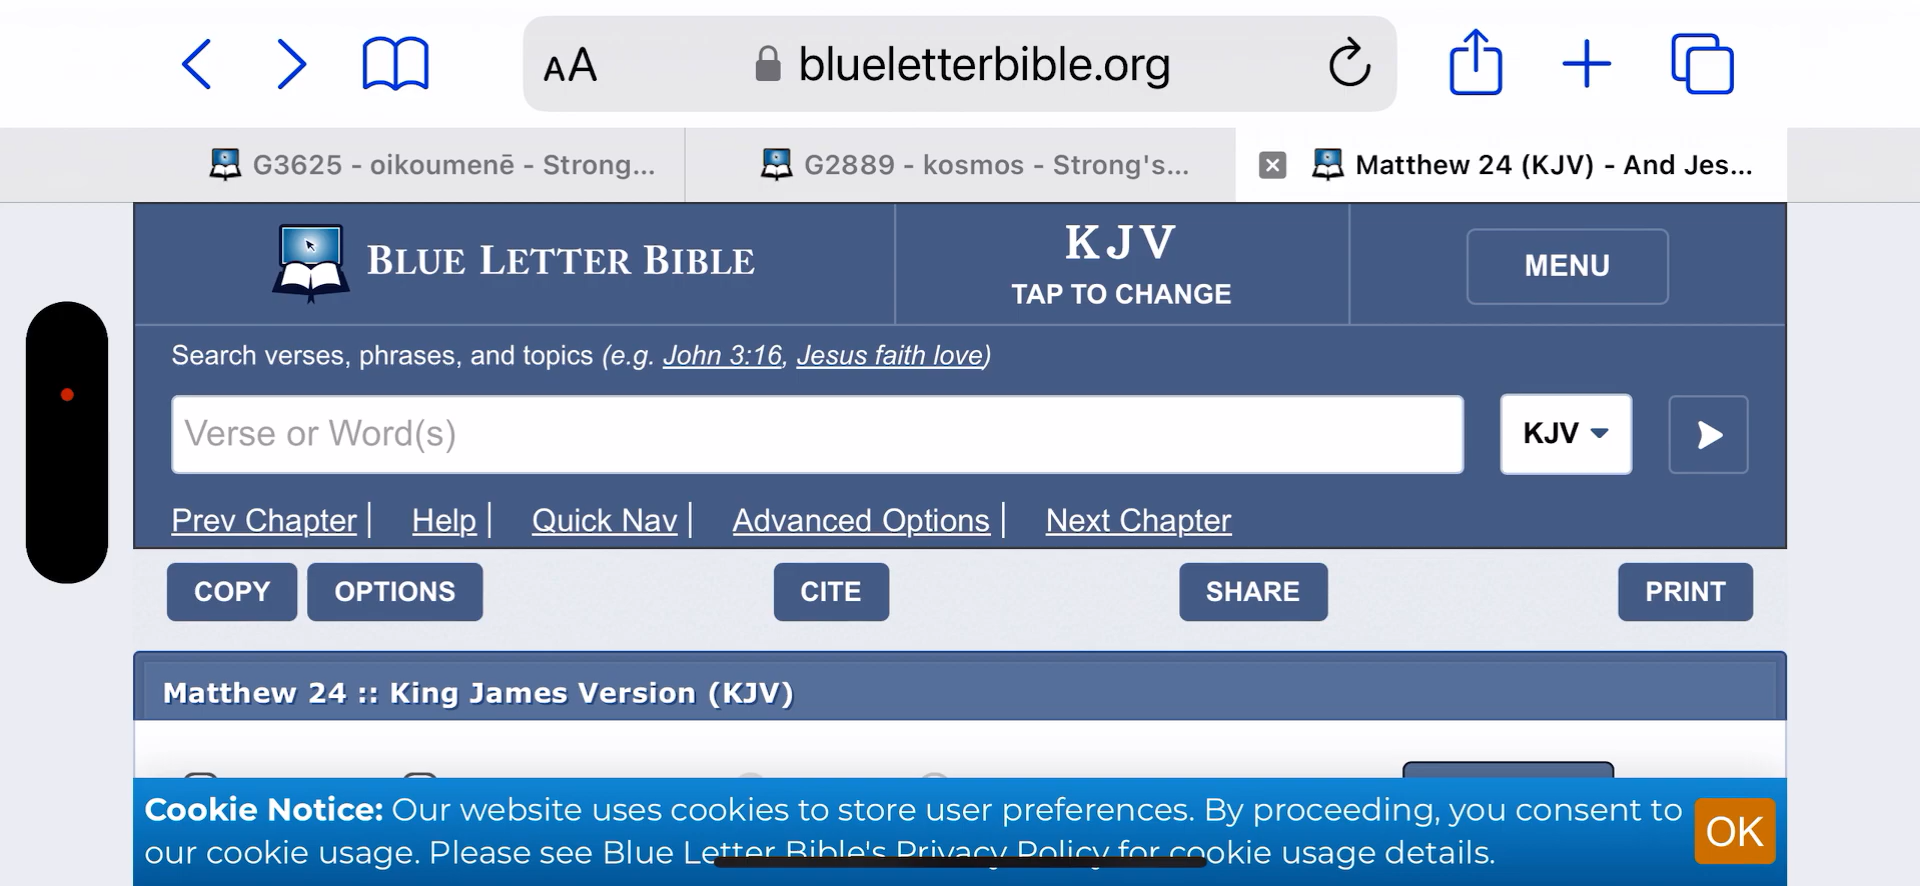 AA blueletterbible.org
G3625 - oikoumenē - Strong... G2889 - kosmos - Strong's... Matthew 24 (KJV) - And Jes...
BLUE LETTER BIBLE
KJV
TAP TO CHANGE
MENU
Search verses, phrases, and topics (e.g. John 3:16, Jesus faith love)
Verse or Word(s) KJV
Prev Chapter | Help | Quick Nav | Advanced Options | Next Chapter
COPY OPTIONS CITE SHARE PRINT
Matthew 24 :: King James Version (KJV)
Cookie Notice: Our website uses cookies to store user preferences. By proceeding, you consent to
our cookie usage. Please see Blue Letter Bible's Privacy Policy for cookie usage details.
OK